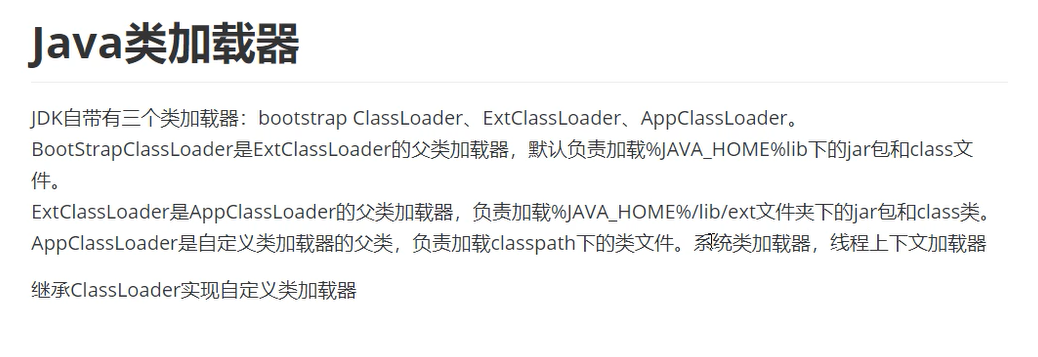 Java类加载器
JDK自带有三个类加载器：bootstrap ClassLoader、ExtClassLoader、AppClassLoader。
BootStrapClassLoader是ExtClassLoader的父类加载器，默认负责加载%JAVA_HOME%lib下的jar包和class文
件。
ExtClassLoader是AppClassLoader的父类加载器，负责加载%JAVA_HOME%/lib/ext文件夹下的jar包和class类。
AppClassLoader是自定义类加载器的父类，负责加载classpath下的类文件。系统类加载器，线程上下文加载器
继承ClassLoader实现自定义类加载器